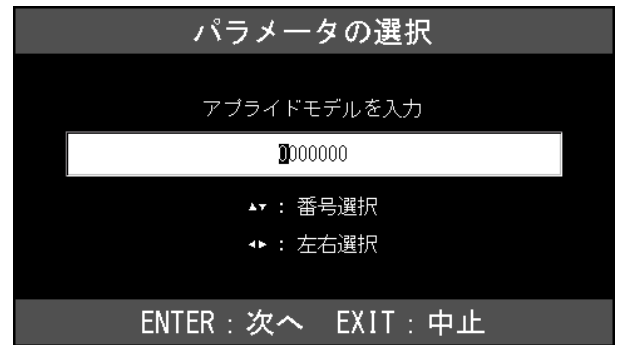 パラメータの選択
アプライドモデルを入力
0000000
▲▼：番号選択
◀▶：左右選択
ENTER：次へ EXIT：中止